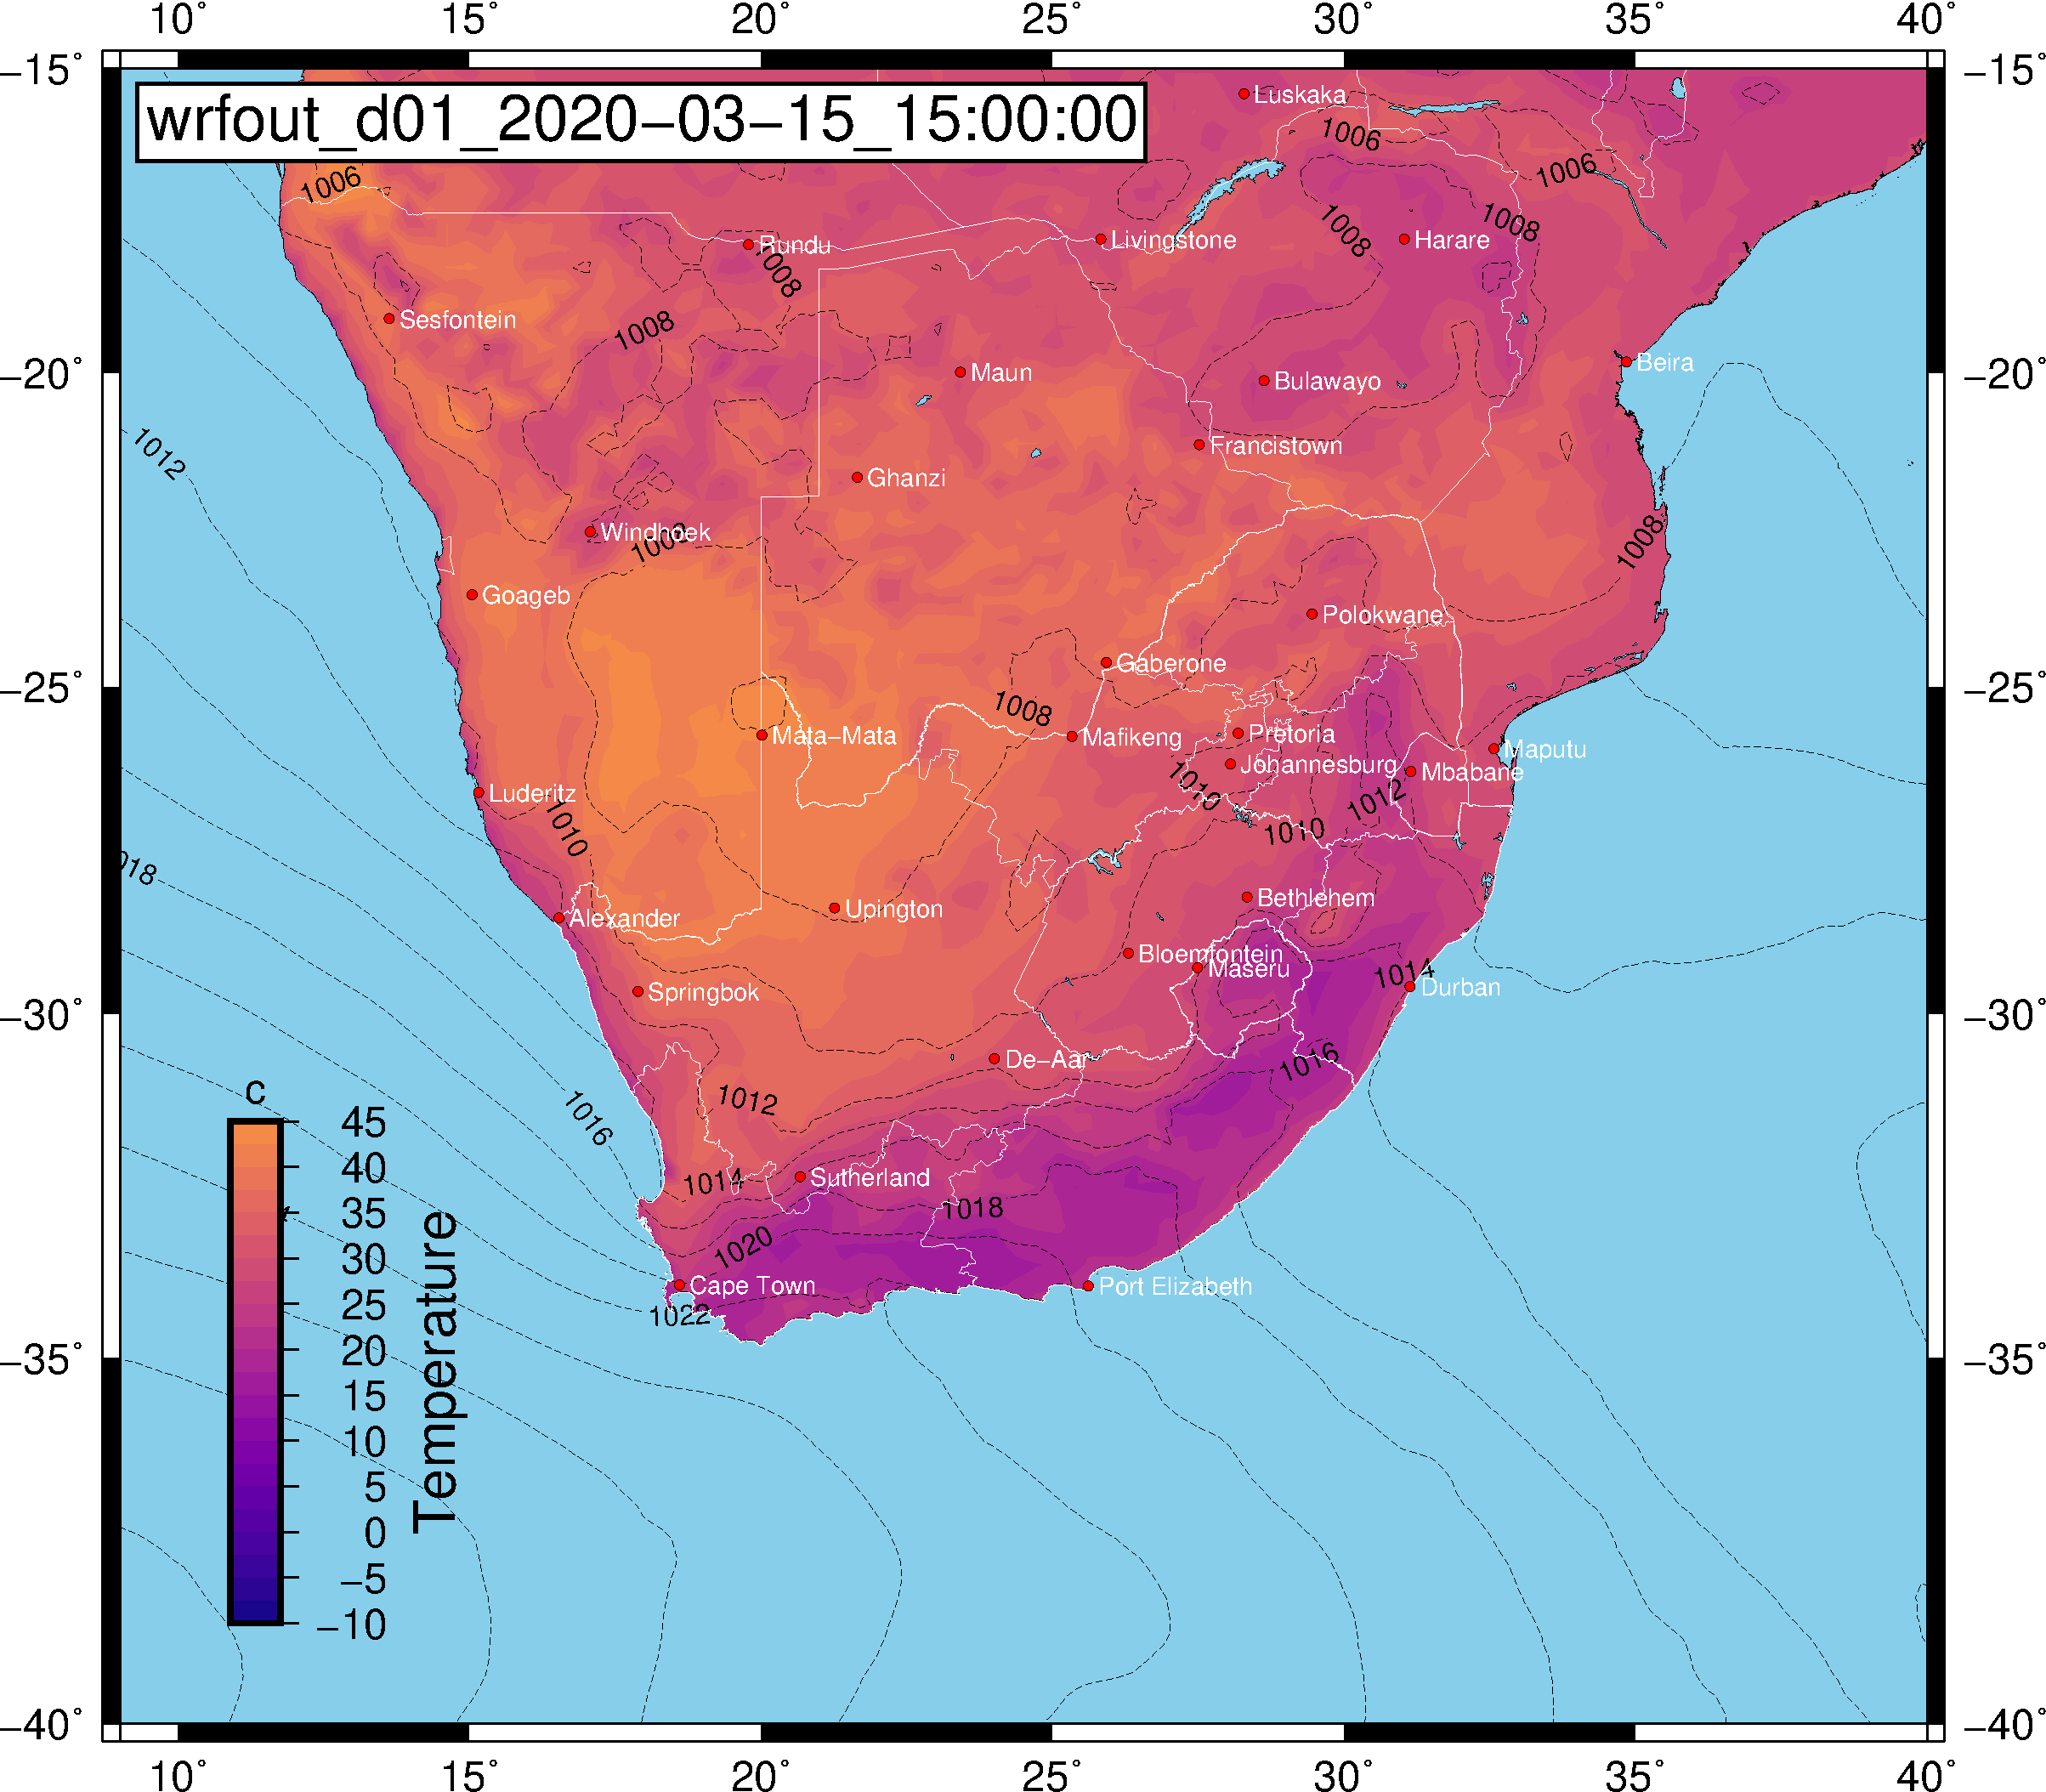 10° 15° 20° 25° 30° 35° 40°
−15° −15°
wrfout_d01_2020−03−15_15:00:00
Luskaka
1006
1006
1006
1008
1008
Rundu
Livingstone
Harare
1008
Sesfontein
1008
−20° −20°
Maun
Bulawayo
Beira
1012
Francistown
Ghanzi
Windhoek
1008
Goageb
Polokwane
Gaberone
−25° −25°
1008
Mata−Mata
Mafikeng
Pretoria
Maputu
Johannesburg
Mbabane
Luderitz
1010
1012
1010
1010
018
Bethlehem
Alexander
Upington
Bloemfontein
Maseru
1014
Durban
Springbok
−30° −30°
De−Aar
1016
1012
1016
c
45
40
35
30
25
20
15
10
5
0
−5
−10
Temperature
1014
Sutherland
1018
1020
Cape Town
Port Elizabeth
1022
−35° −35°
−40° −40°
10° 15° 20° 25° 30° 35° 40°